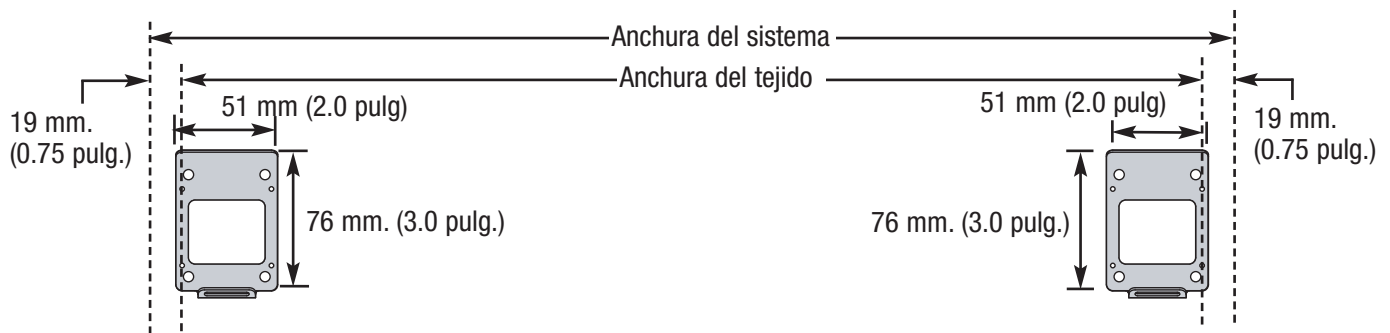 Anchura del sistema
Anchura del tejido
51 mm (2.0 pulg)
51 mm (2.0 pulg)
19 mm.
(0.75 pulg.)
19 mm.
(0.75 pulg.)
76 mm. (3.0 pulg.)
76 mm. (3.0 pulg.)